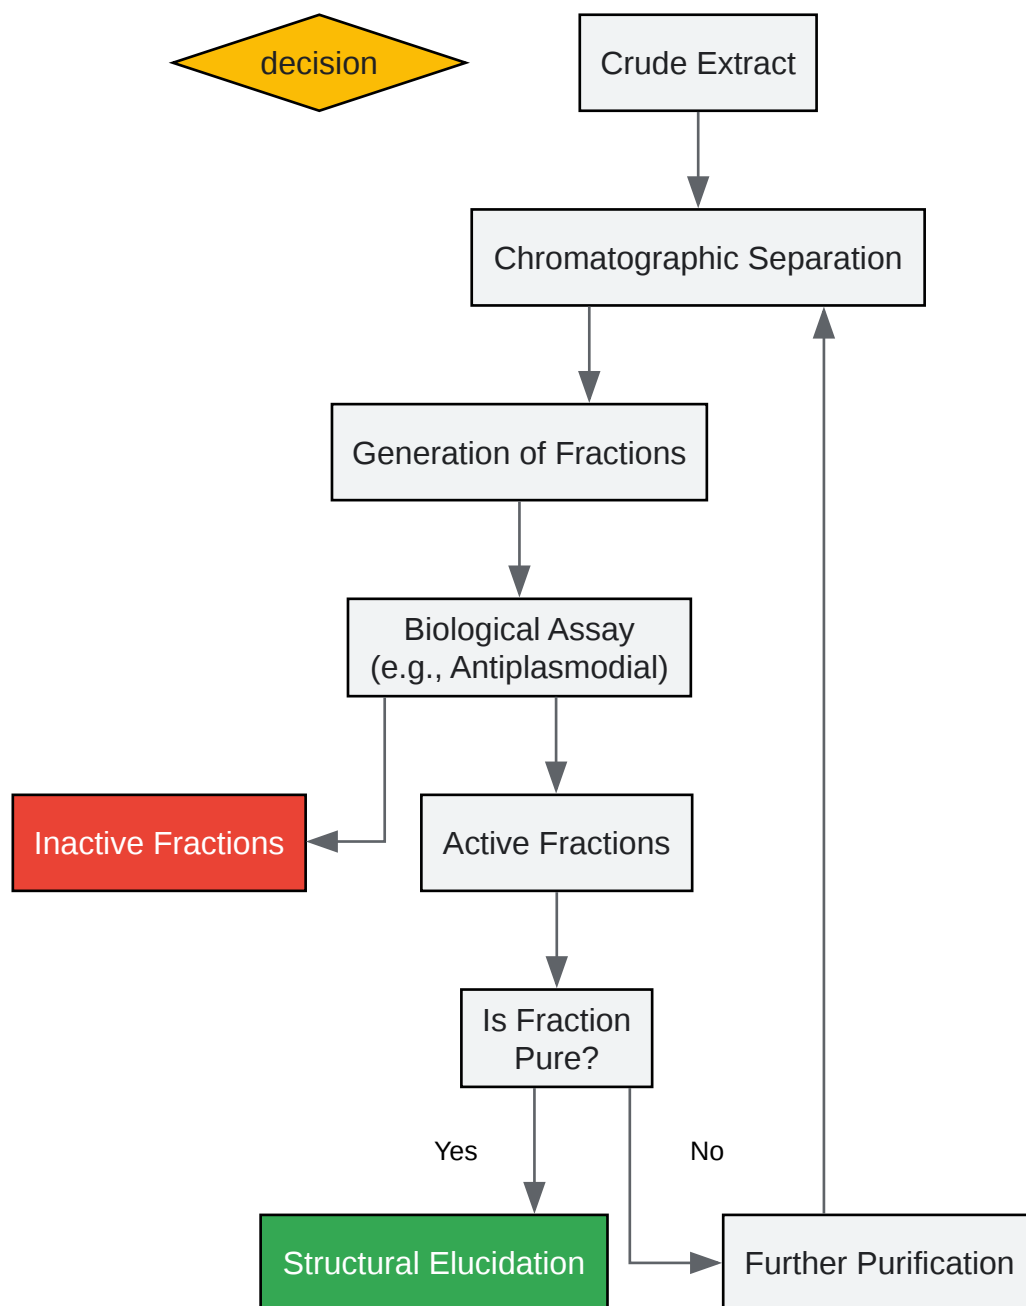 decision
Crude Extract
Chromatographic Separation
Generation of Fractions
Biological Assay
(e.g., Antiplasmodial)
Inactive Fractions
Active Fractions
Is Fraction
Pure?
Yes
No
Structural Elucidation
Further Purification